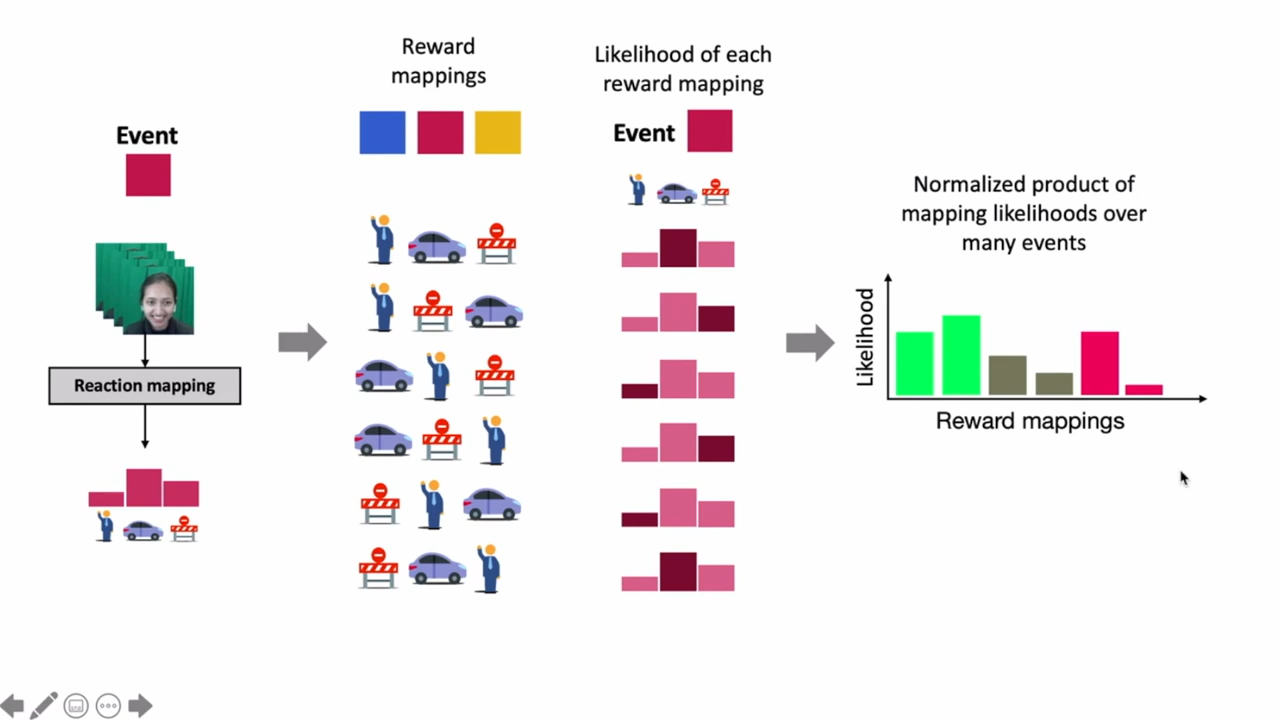 Event
Reaction mapping
Reward
mappings
Likelihood of each
reward mapping
Event
Normalized product of
mapping likelihoods over
many events
Likelihood
Reward mappings